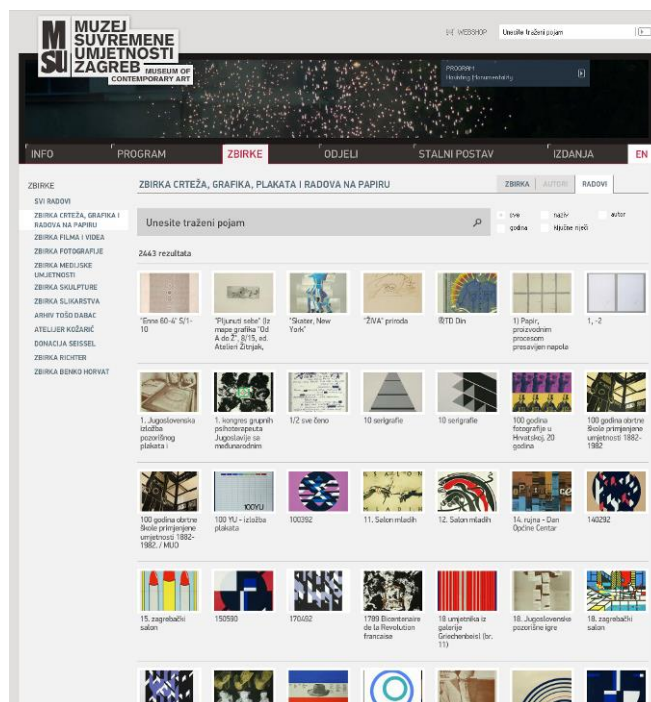 MUZEJ
SUVREMENE
UMJETNOSTI
ZAGREB MUSEUM OF
CONTEMPORARY ART
WEBSHOP
Unesite traženi pojam
PROGRAM
INFO
PROGRAM
ZBIRKE
ODJELI
STALNI POSTAV
IZDANJA
EN
ZBIRKE
SVI RADOVI
ZBIRKA CRTEŽA, GRAFIKA I
RADOVA NA PAPIRU
ZBIRKA FILMA I VIDEA
ZBIRKA FOTOGRAFIJE
ZBIRKA MEDIJSKE
UMJETNOSTI
ZBIRKA SKULPTURE
ZBIRKA SLIKARSTVA
ARHIV TOŠO DABAC
ATELIJER KOŽARIĆ
DONACIJA SEISSEL
ZBIRKA RICHTER
ZBIRKA BENKO HORVAT
ZBIRKA CRTEŽA, GRAFIKA, PLAKATA I RADOVA NA PAPIRU
ZBIRKA
AUTORI
RADOVI
Unesite traženi pojam
sve
naziv
autor
godina
ključne riječi
2443 rezultata
"Enne 60-4" S/1-
10
"Pljunuti sebe" (Iz
mape grafika "Od
A do Ž", 8/15, ed.
Atelieri Žitnjak,
"Skater, New
York"
"ŽIVA" priroda
®TD Din
1) Papir,
proizvodnim
procesom
presavijen napola
1, -2
1. Jugoslovenska
izložba
pozorišnog
plakata i
1. kongres grupnih
psihoterapeuta
Jugoslavije sa
međunarodnim
1/2 sve čeno
10 serigrafie
10 serigrafie
100 godina
fotografije u
Hrvatskoj, 20
godina
100 godina obrtne
škole primjenjene
umjetnosti 1882-
1982
100 godina obrtne
škole primjenjene
umjetnosti 1882-
1982. / MUO
100 YU - izložba
plakata
100392
11. Salon mladih
12. Salon mladih
14. rujna - Dan
Općine Centar
140292
15. zagrebački
salon
150590
170492
1789 Bicentenaire
de la Revolution
francaise
18 umjetnika iz
galerije
Griechenbeisl (br.
11)
18. Jugoslovenske
pozorišne igre
18. zagrebački
salon